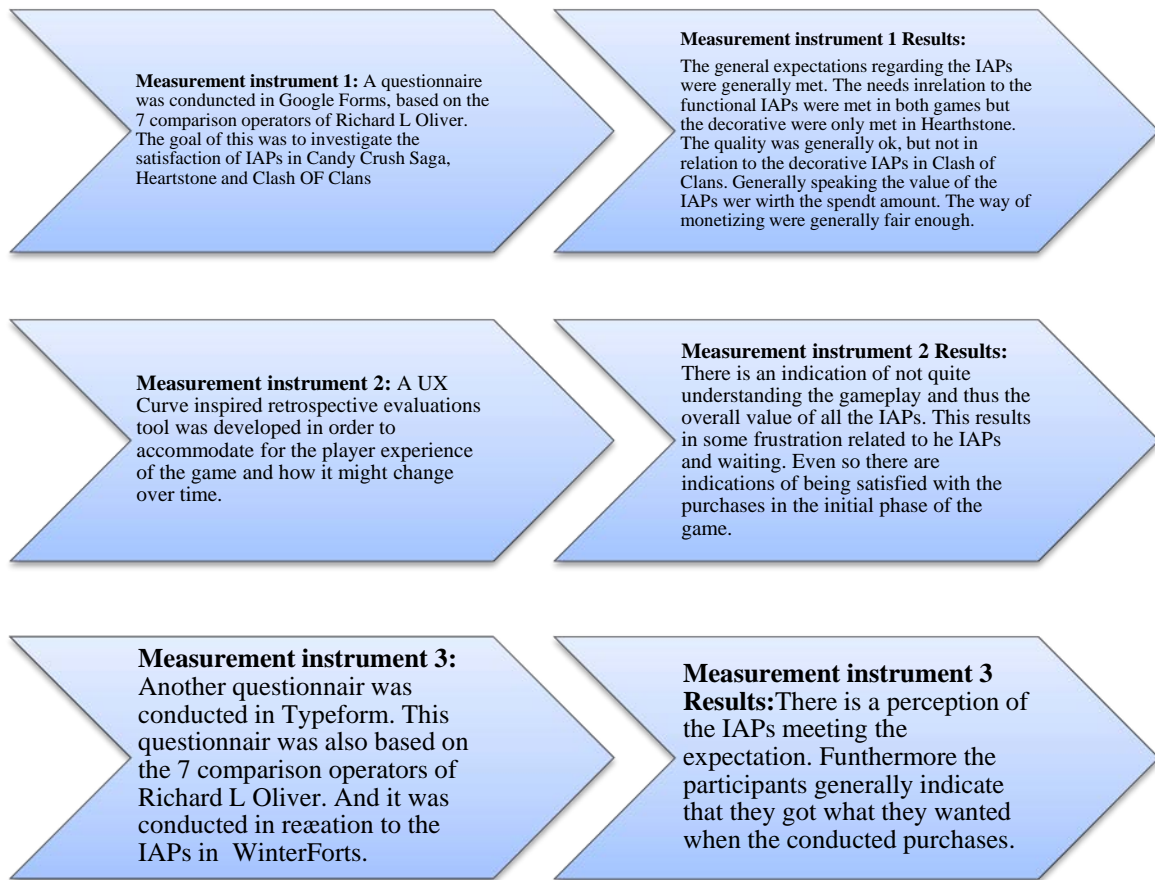 Measurement instrument 1: A questionnaire
was conduncted in Google Forms, based on the
7 comparison operators of Richard L Oliver.
The goal of this was to investigate the
satisfaction of IAPs in Candy Crush Saga,
Heartstone and Clash OF Clans
Measurement instrument 1 Results:
The general expectations regarding the IAPs
were generally met. The needs inrelation to the
functional IAPs were met in both games but
the decorative were only met in Hearthstone.
The quality was generally ok, but not in
relation to the decorative IAPs in Clash of
Clans. Generally speaking the value of the
IAPs wer wirth the spendt amount. The way of
monetizing were generally fair enough.
Measurement instrument 2: A UX
Curve inspired retrospective evaluations
tool was developed in order to
accommodate for the player experience
of the game and how it might change
over time.
Measurement instrument 2 Results:
There is an indication of not quite
understanding the gameplay and thus the
overall value of all the IAPs. This results
in some frustration related to he IAPs
and waiting. Even so there are
indications of being satisfied with the
purchases in the initial phase of the
game.
Measurement instrument 3:
Another questionnair was
conducted in Typeform. This
questionnair was also based on
the 7 comparison operators of
Richard L Oliver. And it was
conducted in reæation to the
IAPs in WinterForts.
Measurement instrument 3
Results:There is a perception of
the IAPs meeting the
expectation. Funthermore the
participants generally indicate
that they got what they wanted
when the conducted purchases.